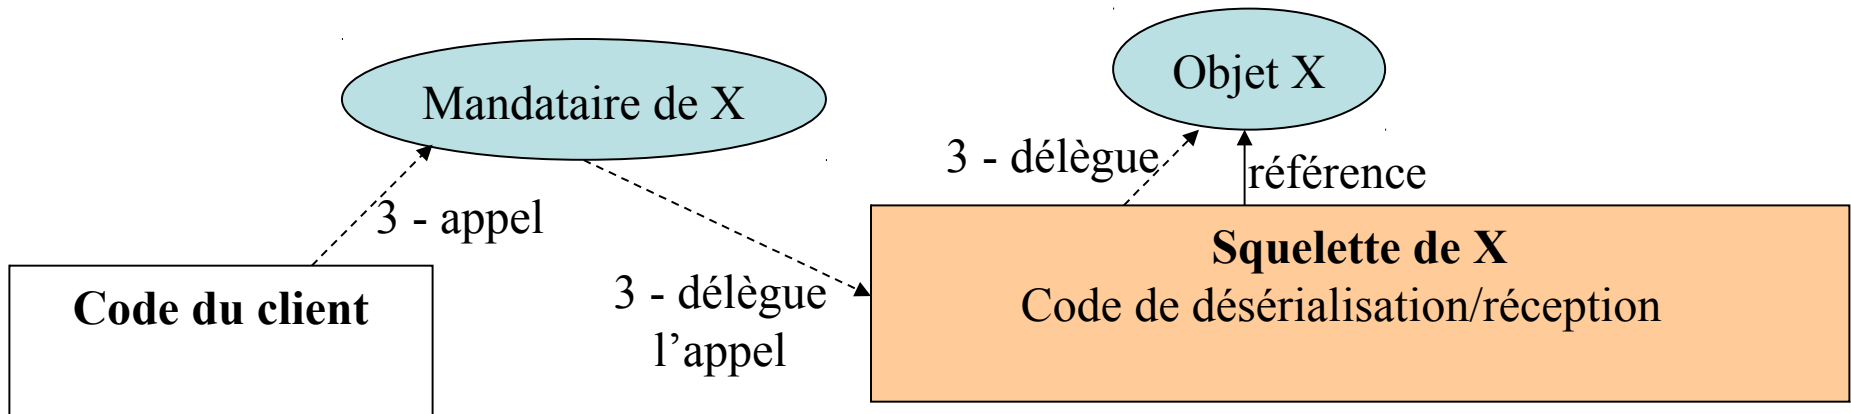 Mandataire de X
Objet X
3 - délègue
référence
3 - appel
Squelette de X
Code de désérialisation/réception
3 - délègue
l’appel
Code du client